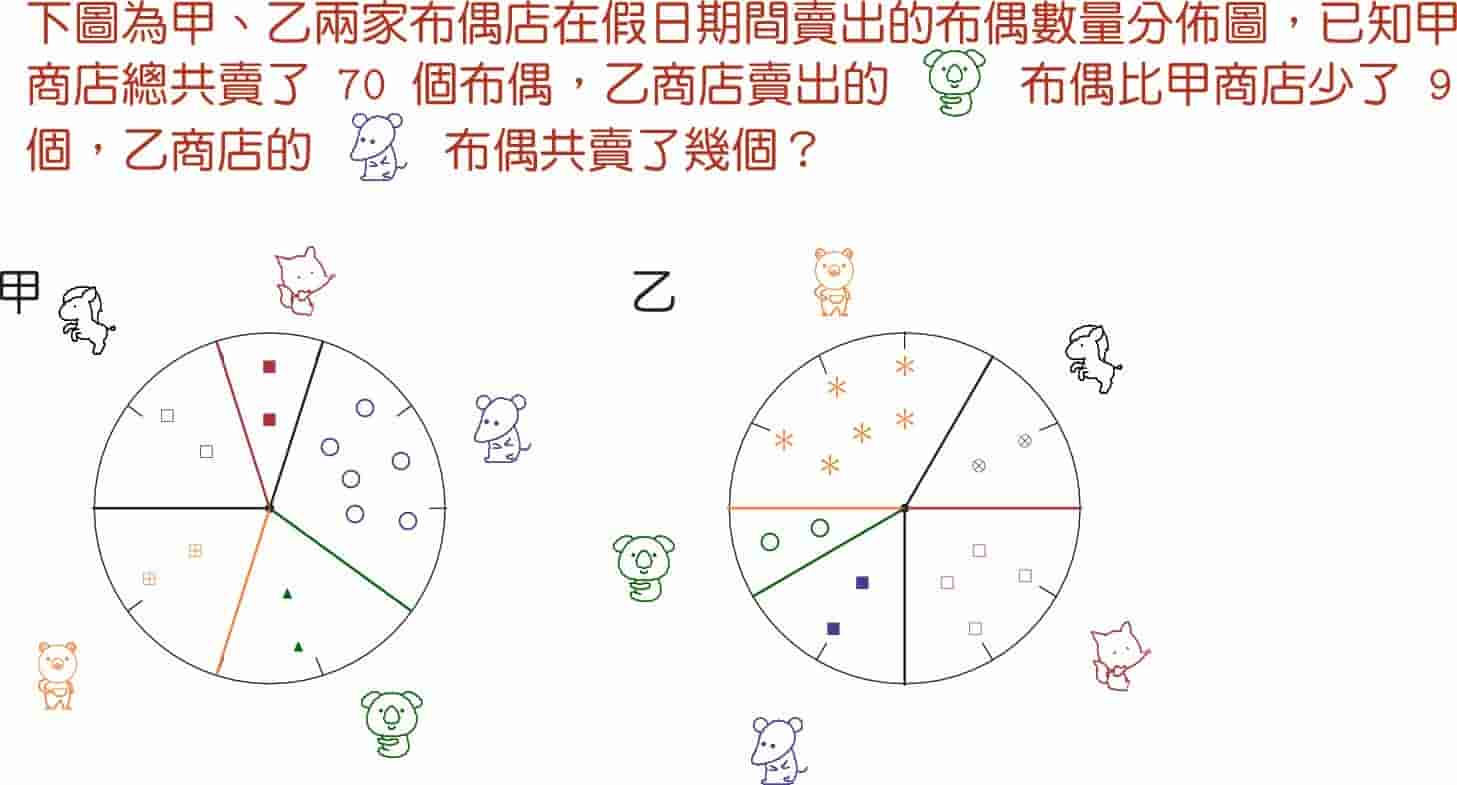 下圖為甲、乙兩家布偶店在假日期間賣出的布偶數量分佈圖，已知甲
商店總共賣了 70 個布偶，乙商店賣出的 布偶比甲商店少了 9
個，乙商店的 布偶共賣了幾個？
甲
乙